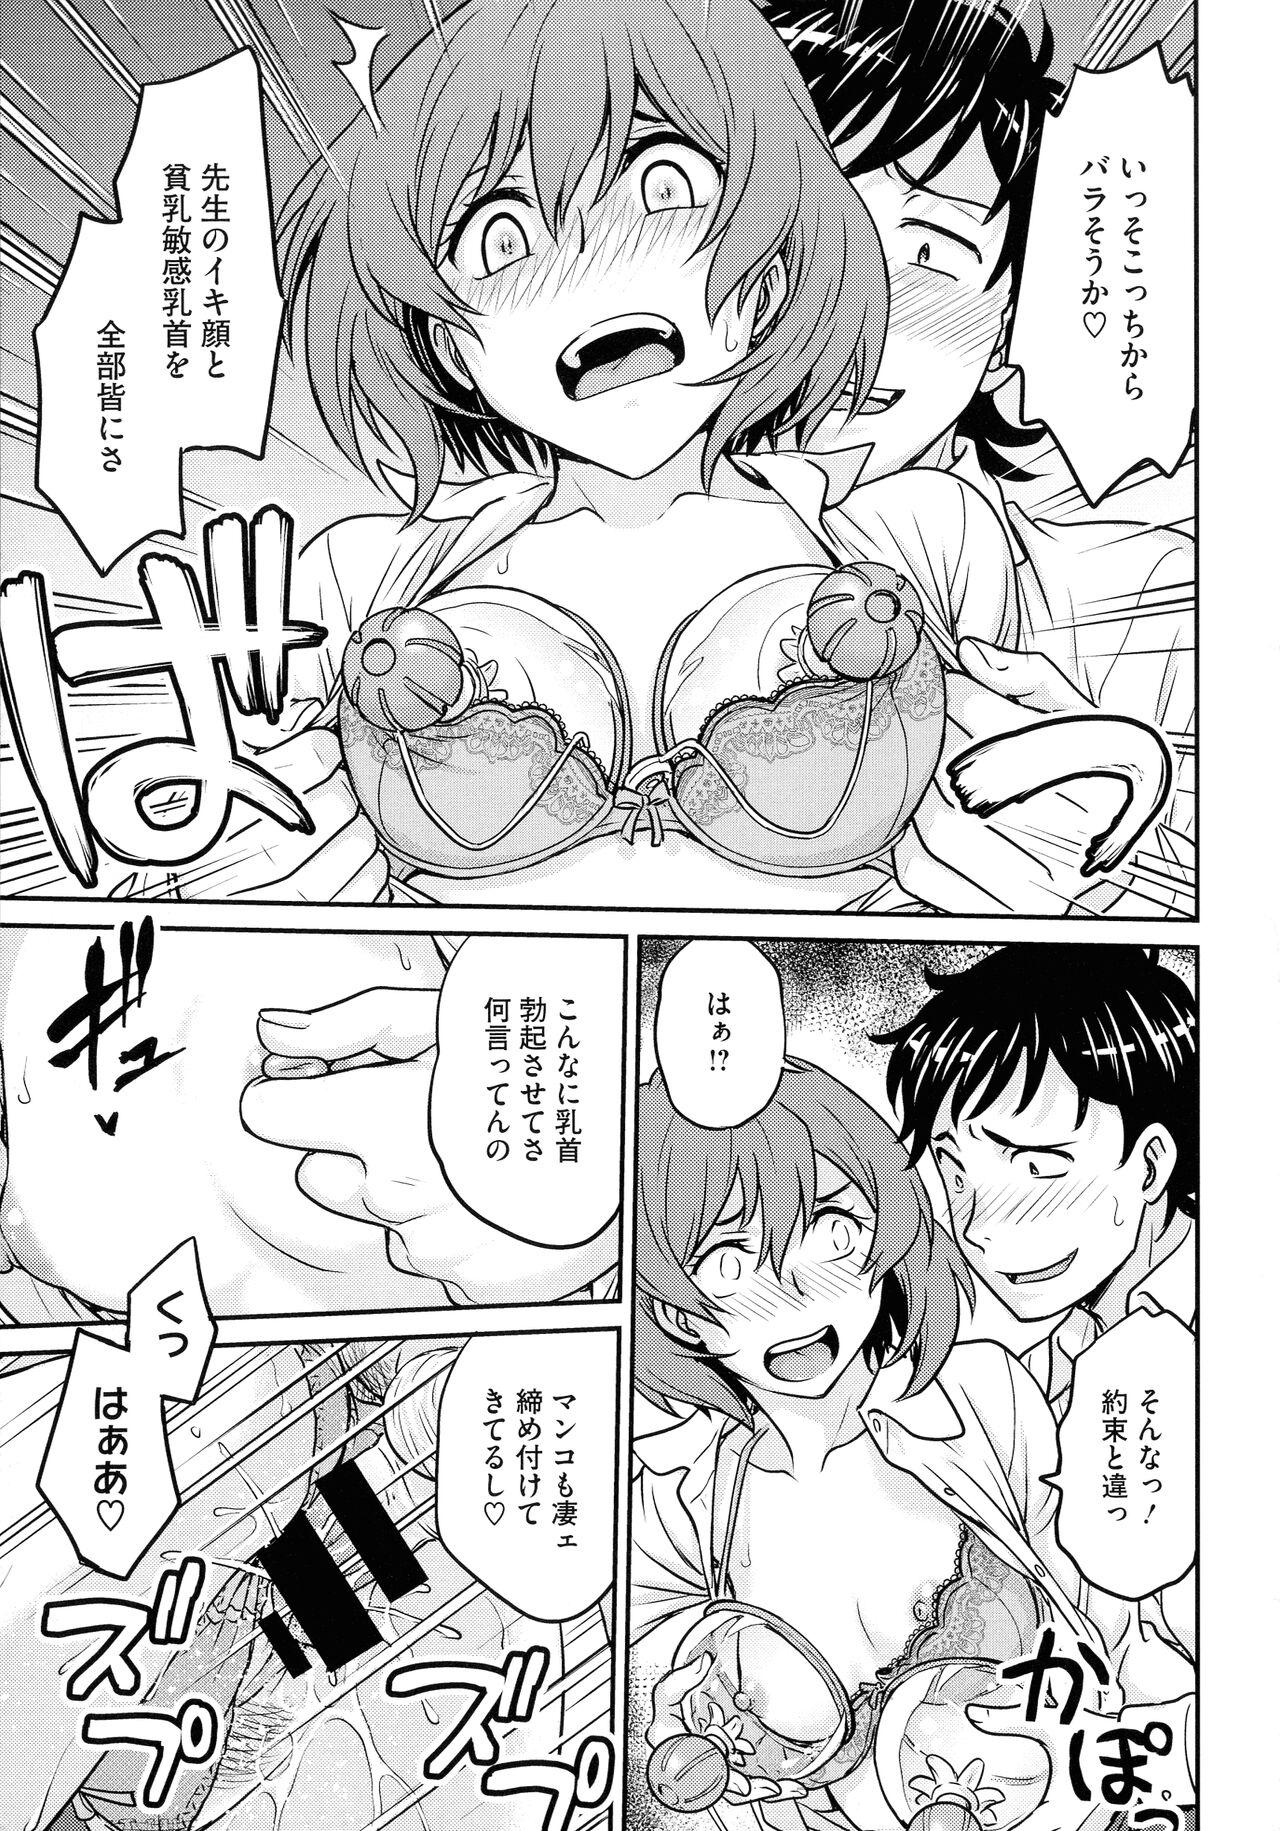 いっそこっちから
バラそうか♡
先生のイキ顔と
貧乳敏感乳首を
全部皆にさ
ばっ
はぁ!?
そんなっ!
約束と違っ
かぽっ
こんなに乳首
勃起させてさ
何言ってんの
ギュ♥
マンコも凄ェ
締め付けて
きてるし♡
くっ
はぁあ♡
ズプ
ズプ